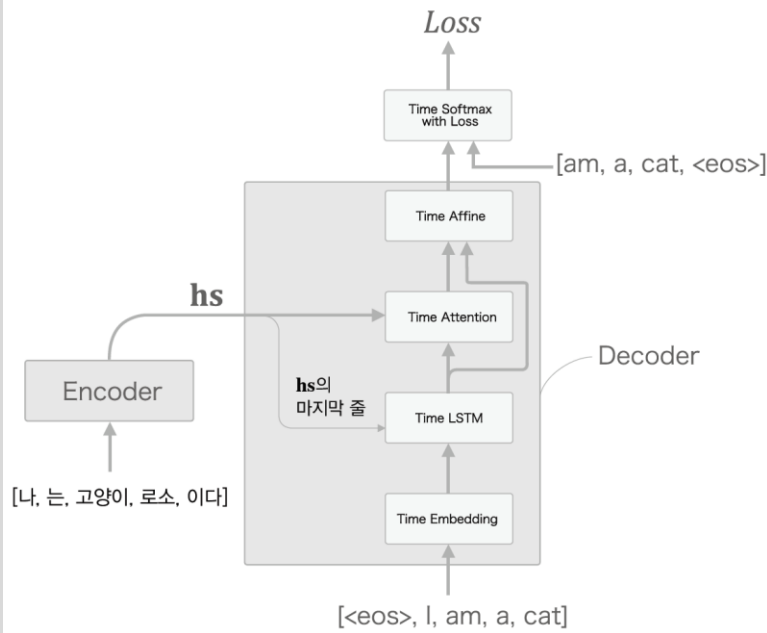 Loss
Time Softmax
with Loss
[am, a, cat, <eos>]
Time Affine
hs
Time Attention
Decoder
Encoder
hs의
마지막 줄
Time LSTM
[나, 는, 고양이, 로소, 이다]
Time Embedding
[<eos>, I, am, a, cat]